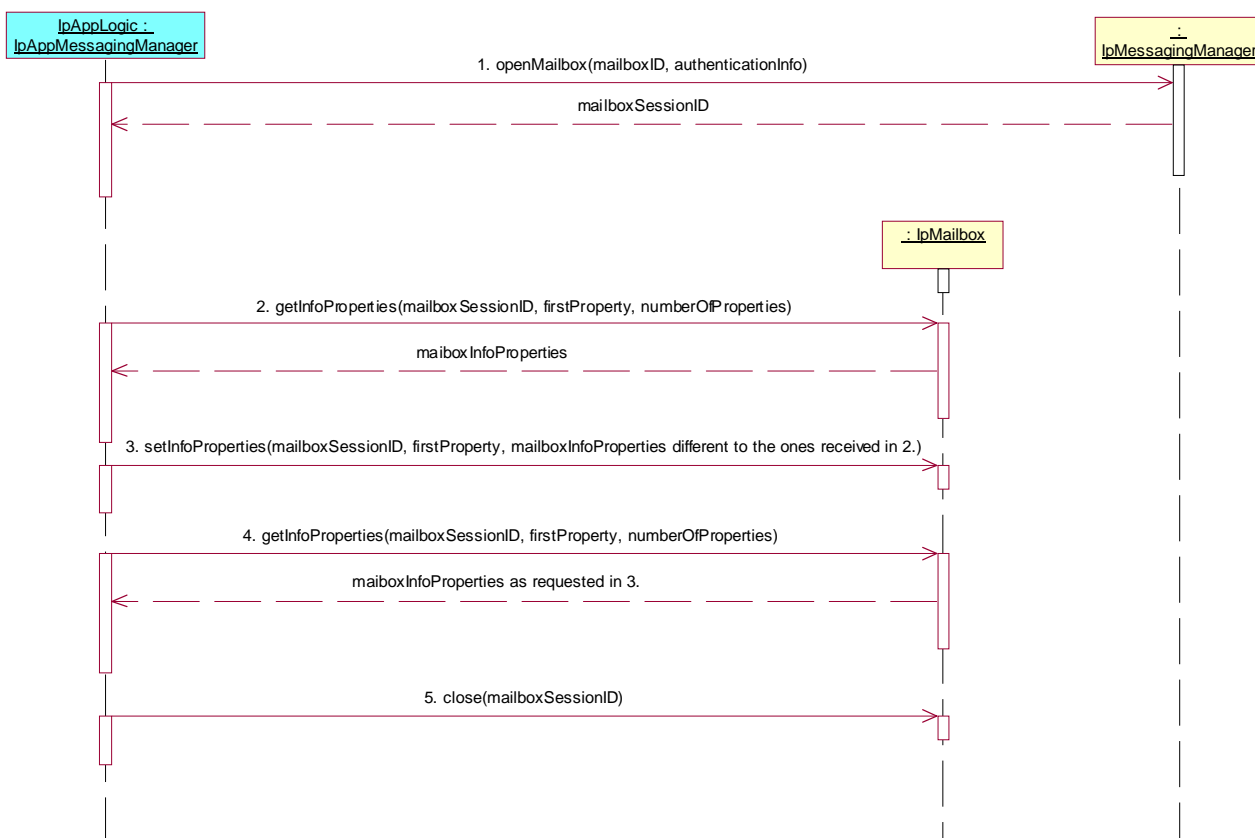 IpAppLogic :
IpAppMessagingManager
:
IpMessagingManager
1. openMailbox(mailboxID, authenticationInfo)
mailboxSessionID
: IpMailbox
2. getInfoProperties(mailboxSessionID, firstProperty, numberOfProperties)
maiboxInfoProperties
3. setInfoProperties(mailboxSessionID, firstProperty, mailboxInfoProperties different to the ones received in 2.)
4. getInfoProperties(mailboxSessionID, firstProperty, numberOfProperties)
maiboxInfoProperties as requested in 3.
5. close(mailboxSessionID)